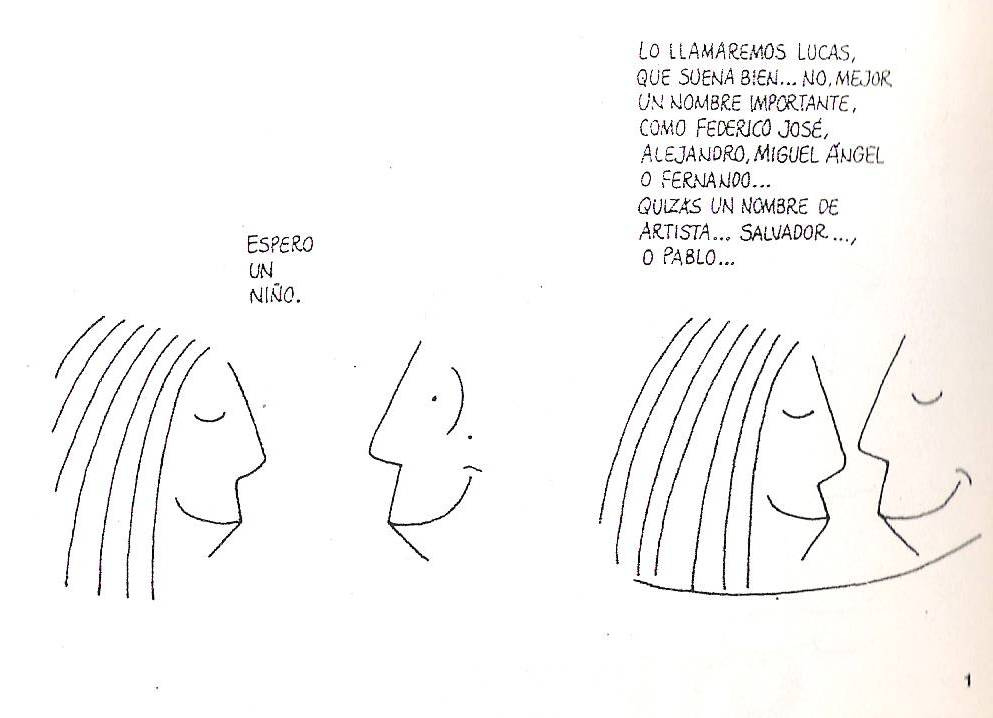 ESPERO
UN
NIÑO.
LO LLAMAREMOS LUCAS,
QUE SUENA BIEN... NO, MEJOR
UN NOMBRE IMPORTANTE,
COMO FEDERICO JOSÉ,
ALEJANDRO, MIGUEL ÁNGEL
O FERNANDO...
QUIZÁS UN NOMBRE DE
ARTISTA... SALVADOR...,
O PABLO...
1